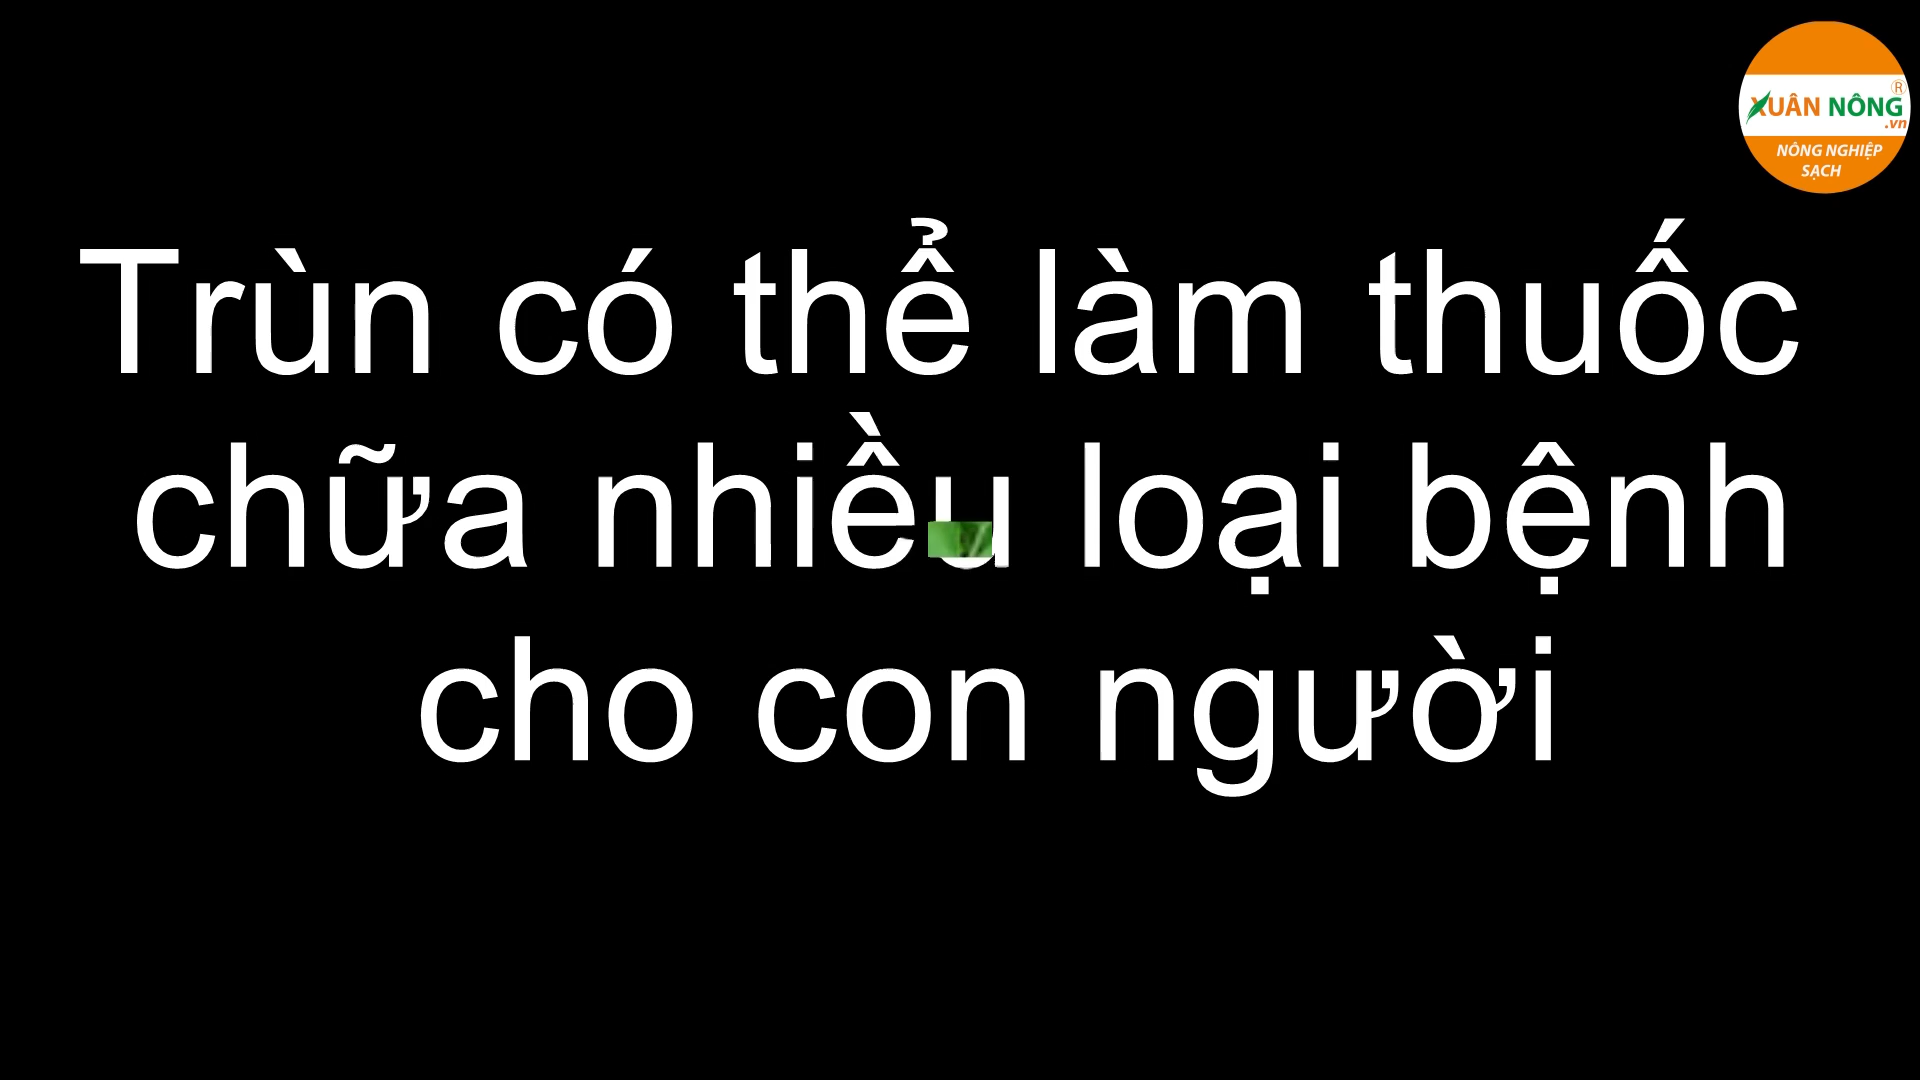 XUÂN NÔNG ®
.vn
NÔNG NGHIỆP
SẠCH
Trùn có thể làm thuốc
chữa nhiều loại bệnh
cho con người